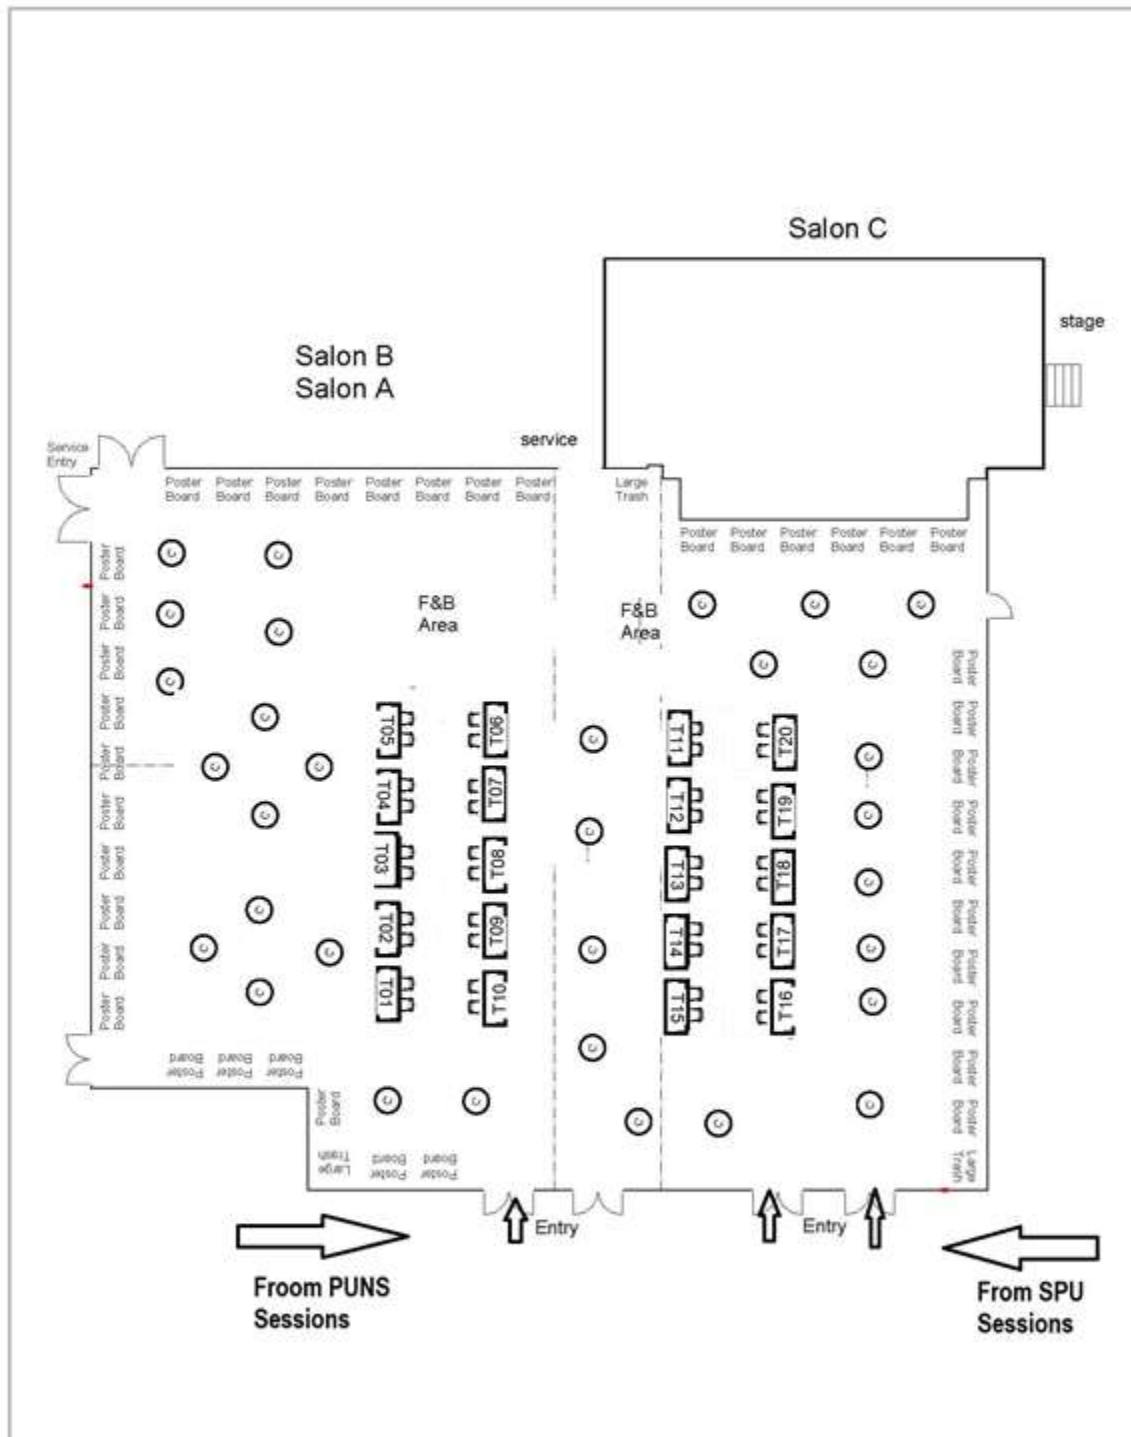 Salon C
stage
Salon B
Salon A
service
Service
Entry
Poster Poster Poster Poster Poster Poster Poster Poster
Board Board Board Board Board Board Board Board
Large
Trash
Poster Poster Poster Poster Poster Poster
Board Board Board Board Board Board
Poster
Board
Poster
Board
Poster
Board
Poster
Board
Poster
Board
Poster
Board
Poster
Board
Poster
Board
Poster
Board
Poster
Board
F&B
Area
F&B
Area
Poster
Board
Poster
Board
Poster
Board
Poster
Board
Poster
Board
Poster
Board
Poster
Board
Poster
Board
Poster
Board
Poster
Board
Large
Trash
T05
T06
T11
T20
T04
T07
T12
T19
T03
T08
T13
T18
T02
T09
T14
T17
T01
T10
T15
T16
Poster
Board
Poster
Board
Poster
Board
Poster
Board
Large
Trash
Poster
Board
Poster
Board
Entry
Entry
Froom PUNS
Sessions
From SPU
Sessions